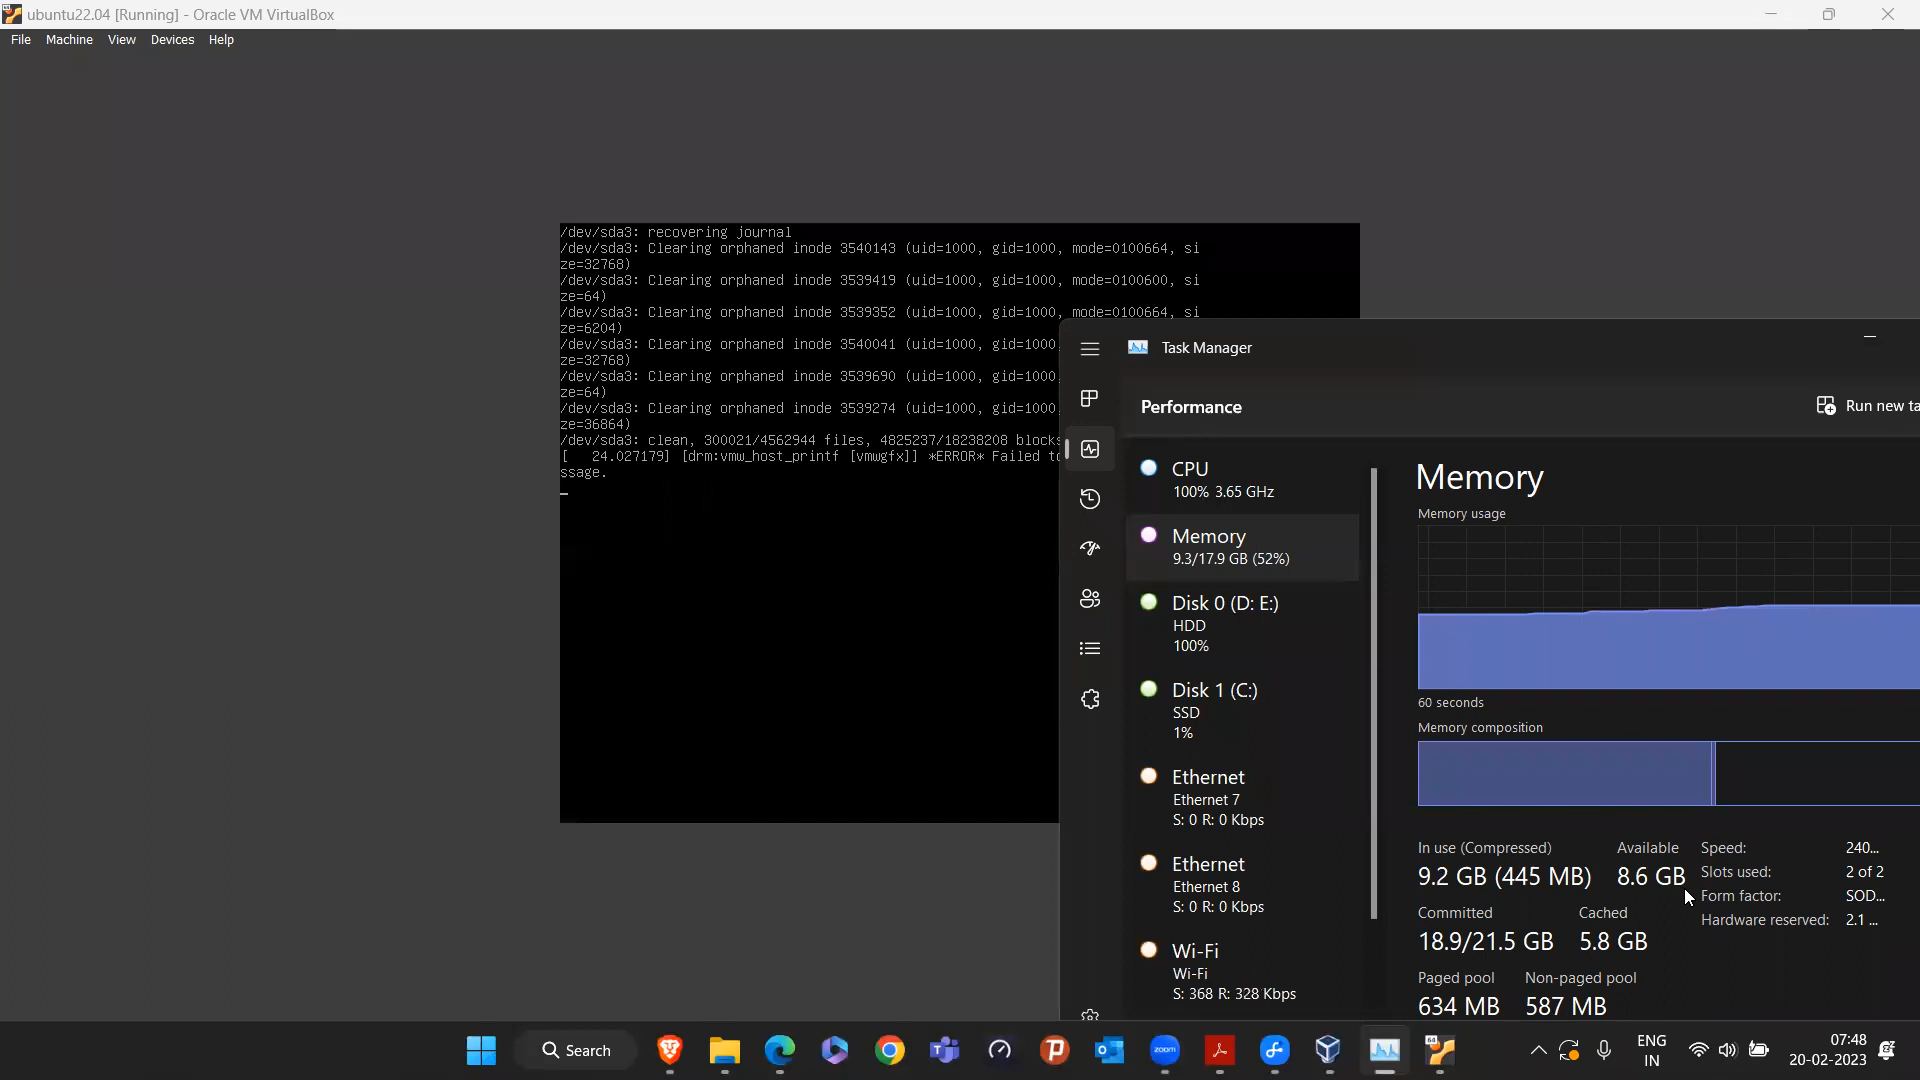 ubuntu22.04 [Running] - Oracle VM VirtualBox
File Machine View Devices Help
/dev/sda3: recovering journal
/dev/sda3: Clearing orphaned inode 3540143 (uid=1000, gid=1000, mode=0100664, si
ze=32768)
/dev/sda3: Clearing orphaned inode 3539419 (uid=1000, gid=1000, mode=0100600, si
ze=64)
/dev/sda3: Clearing orphaned inode 3539352 (uid=1000, gid=1000, mode=0100664, si
ze=6204)
/dev/sda3: Clearing orphaned inode 3540041 (uid=1000, gid=1000
ze=32768)
/dev/sda3: Clearing orphaned inode 3539690 (uid=1000, gid=1000
ze=64)
/dev/sda3: Clearing orphaned inode 3539274 (uid=1000, gid=1000
ze=36864)
/dev/sda3: clean, 300021/4562944 files, 4825237/18238208 blocks
[   24.027179] [drm:vmw_host_printf [vmwgfx]] *ERROR* Failed to
ssage.
Task Manager
Performance
Run new ta
CPU
100% 3.65 GHz
Memory
9.3/17.9 GB (52%)
Disk 0 (D: E:)
HDD
100%
Disk 1 (C:)
SSD
1%
Ethernet
Ethernet 7
S: 0 R: 0 Kbps
Ethernet
Ethernet 8
S: 0 R: 0 Kbps
Wi-Fi
Wi-Fi
S: 368 R: 328 Kbps
Memory
Memory usage
60 seconds
Memory composition
In use (Compressed)
9.2 GB (445 MB)
Available
8.6 GB
Committed
18.9/21.5 GB
Cached
5.8 GB
Paged pool
634 MB
Non-paged pool
587 MB
Speed: 240...
Slots used: 2 of 2
Form factor: SOD...
Hardware reserved: 2.1 ...
Search
zoom
ENG
IN
07:48
20-02-2023